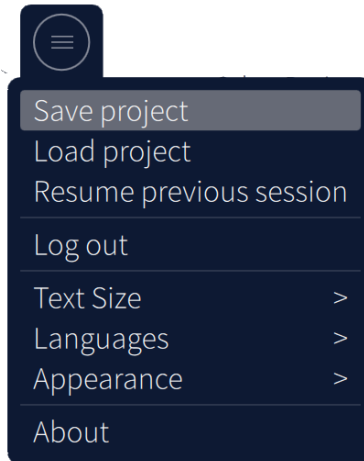 Save project
Load project
Resume previous session
Log out
Text Size >
Languages >
Appearance >
About